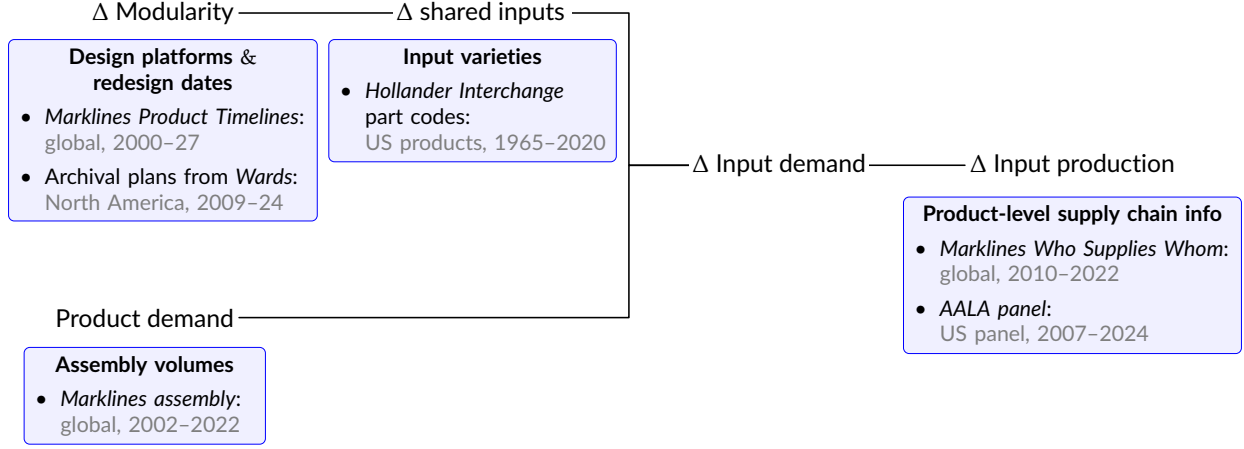 Δ Modularity
Δ shared inputs
Design platforms &
redesign dates
• Marklines Product Timelines:
global, 2000–27
• Archival plans from Wards:
North America, 2009–24
Input varieties
• Hollander Interchange
part codes:
US products, 1965–2020
Δ Input demand
Δ Input production
Product-level supply chain info
• Marklines Who Supplies Whom:
global, 2010–2022
• AALA panel:
US panel, 2007–2024
Product demand
Assembly volumes
• Marklines assembly:
global, 2002–2022